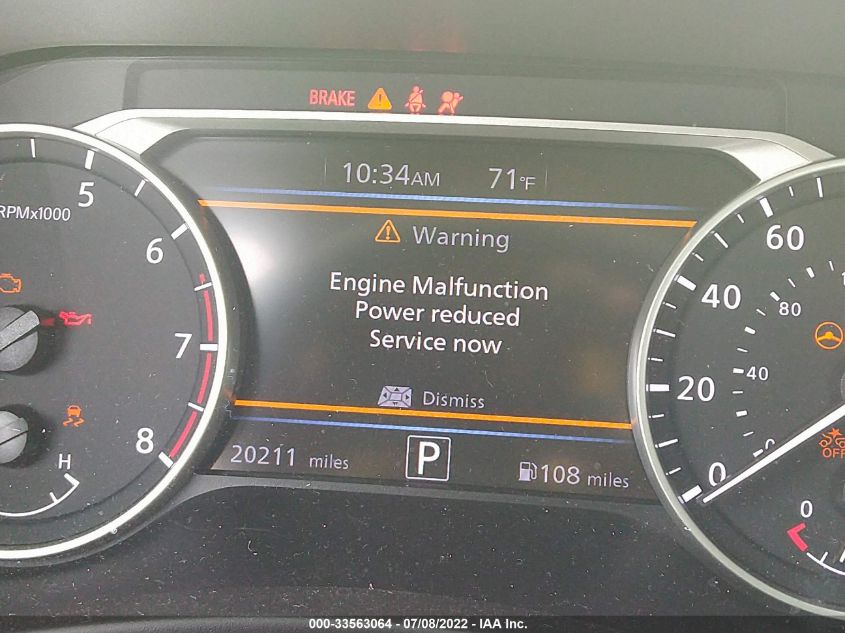 BRAKE
10:34AM 71°F
5
RPMx1000
Warning
60
6
Engine Malfunction
Power reduced
Service now
40
80
7
20
40
Dismiss
8
H
20211 miles
P
108 miles
0
0
OFF
0
000-33563064 / 07/08/2022 - IAA Inc.